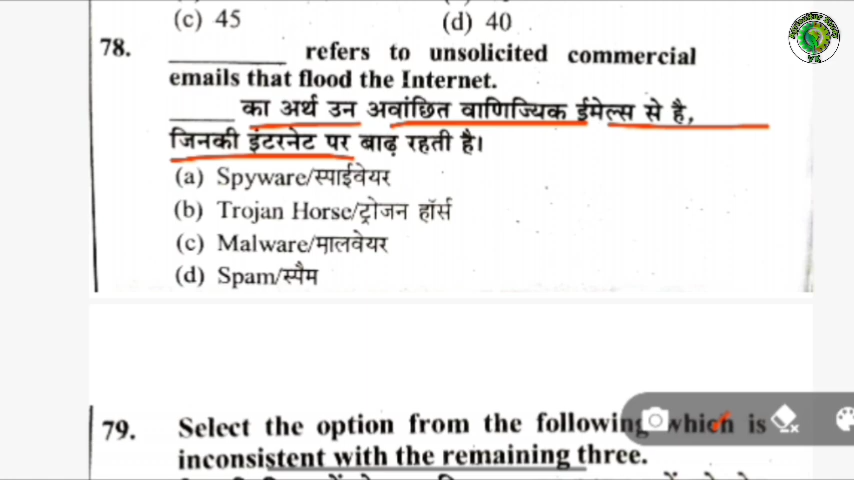 (c) 45 (d) 40
78. ________ refers to unsolicited commercial
emails that flood the Internet.
_____ का अर्थ उन अवांछित वाणिज्यिक ईमेल्स से है,
जिनकी इंटरनेट पर बाढ़ रहती है।
(a) Spyware/स्पाईवेयर
(b) Trojan Horse/ट्रोजन हॉर्स
(c) Malware/मालवेयर
(d) Spam/स्पैम
79. Select the option from the following which is
inconsistent with the remaining three.